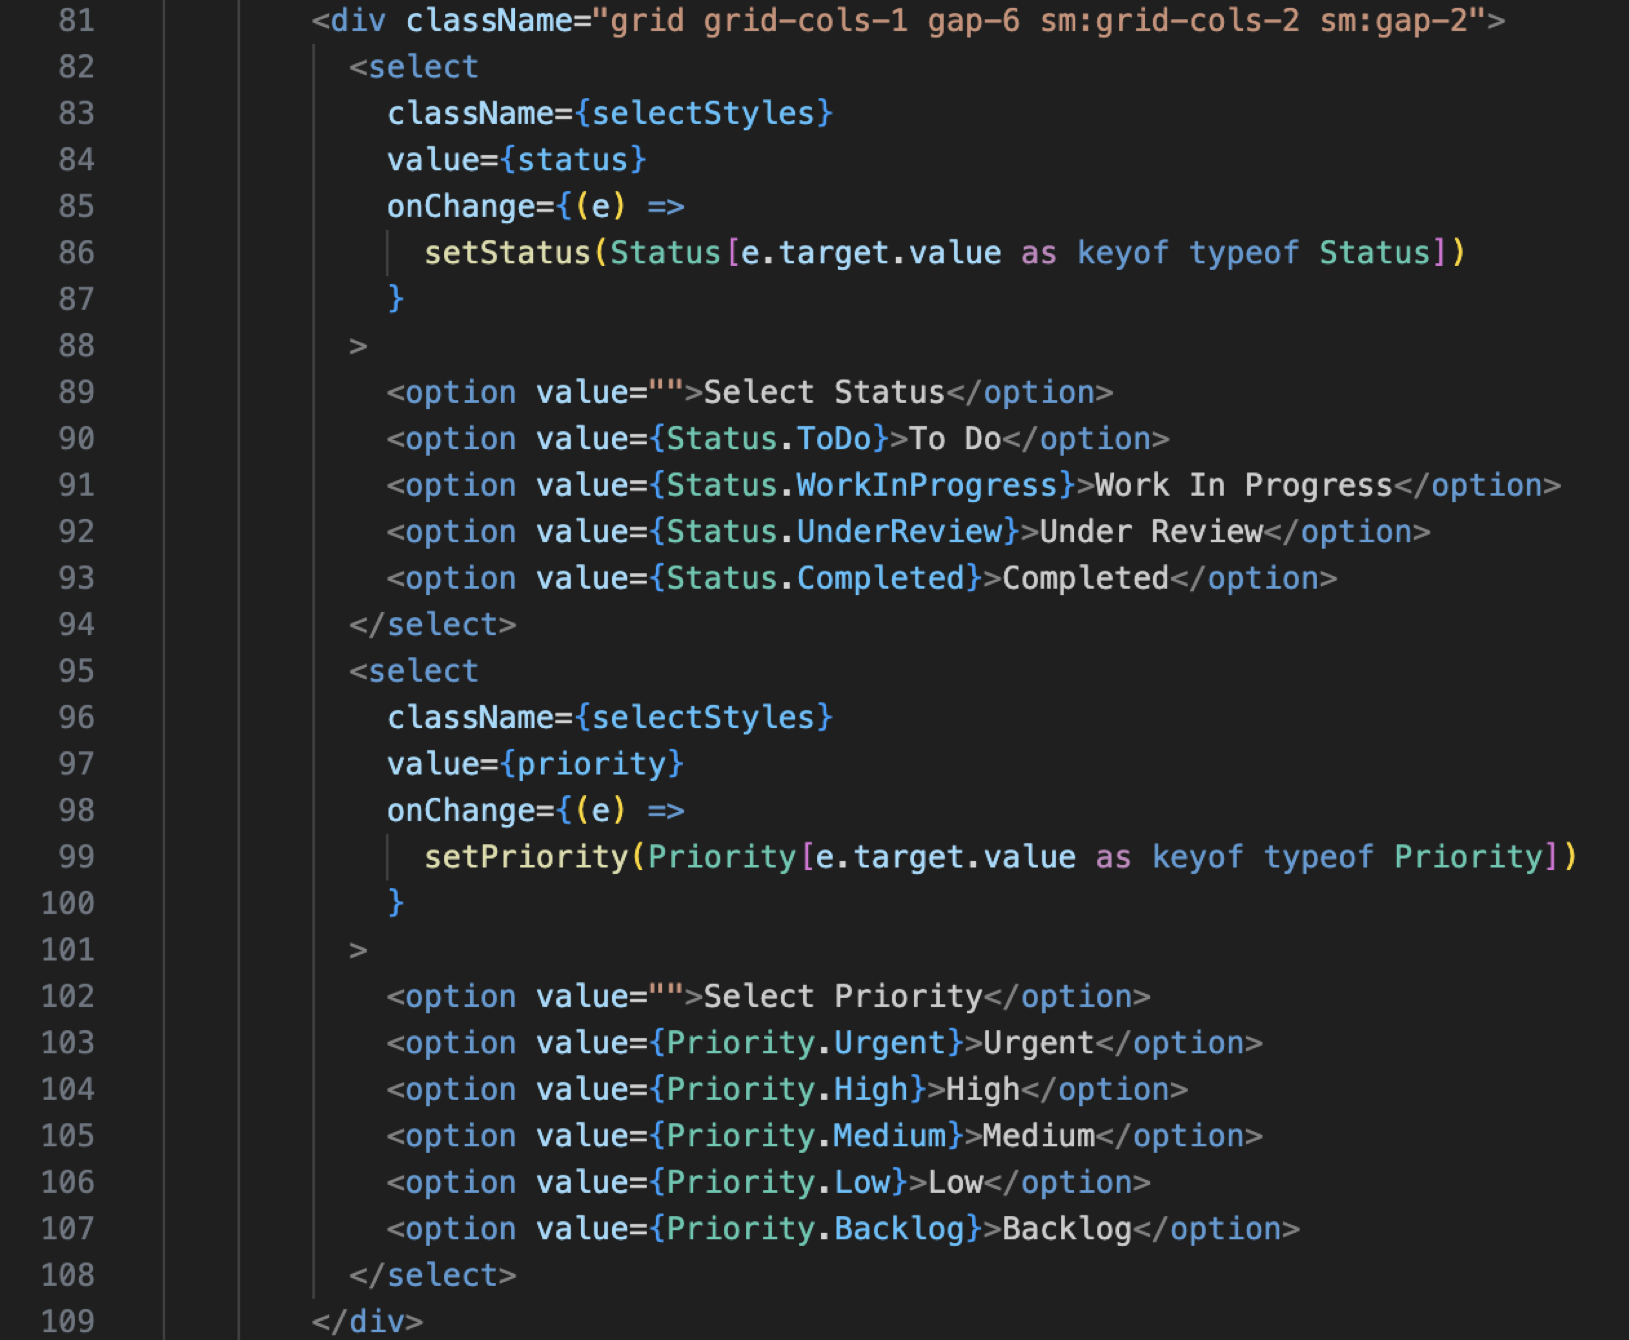 81 <div className="grid grid-cols-1 gap-6 sm:grid-cols-2 sm:gap-2">
82 <select
83 className={selectStyles}
84 value={status}
85 onChange={(e) =>
86 setStatus(Status[e.target.value as keyof typeof Status])
87 }
88 >
89 <option value="">Select Status</option>
90 <option value={Status.ToDo}>To Do</option>
91 <option value={Status.WorkInProgress}>Work In Progress</option>
92 <option value={Status.UnderReview}>Under Review</option>
93 <option value={Status.Completed}>Completed</option>
94 </select>
95 <select
96 className={selectStyles}
97 value={priority}
98 onChange={(e) =>
99 setPriority(Priority[e.target.value as keyof typeof Priority])
100 }
101 >
102 <option value="">Select Priority</option>
103 <option value={Priority.Urgent}>Urgent</option>
104 <option value={Priority.High}>High</option>
105 <option value={Priority.Medium}>Medium</option>
106 <option value={Priority.Low}>Low</option>
107 <option value={Priority.Backlog}>Backlog</option>
108 </select>
109 </div>